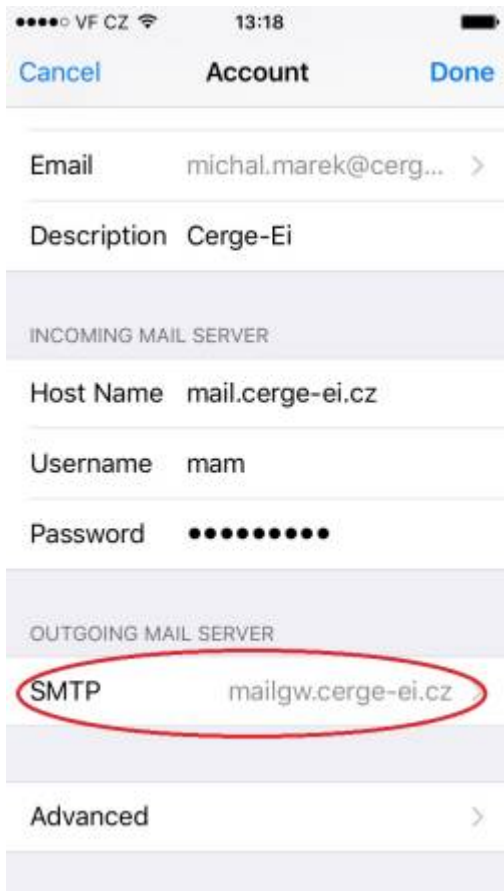 VF CZ 13:18
Cancel Account Done
Email michal.marek@cerg...
Description Cerge-Ei
INCOMING MAIL SERVER
Host Name mail.cerge-ei.cz
Username mam
Password •••••••••
OUTGOING MAIL SERVER
SMTP mailgw.cerge-ei.cz
Advanced